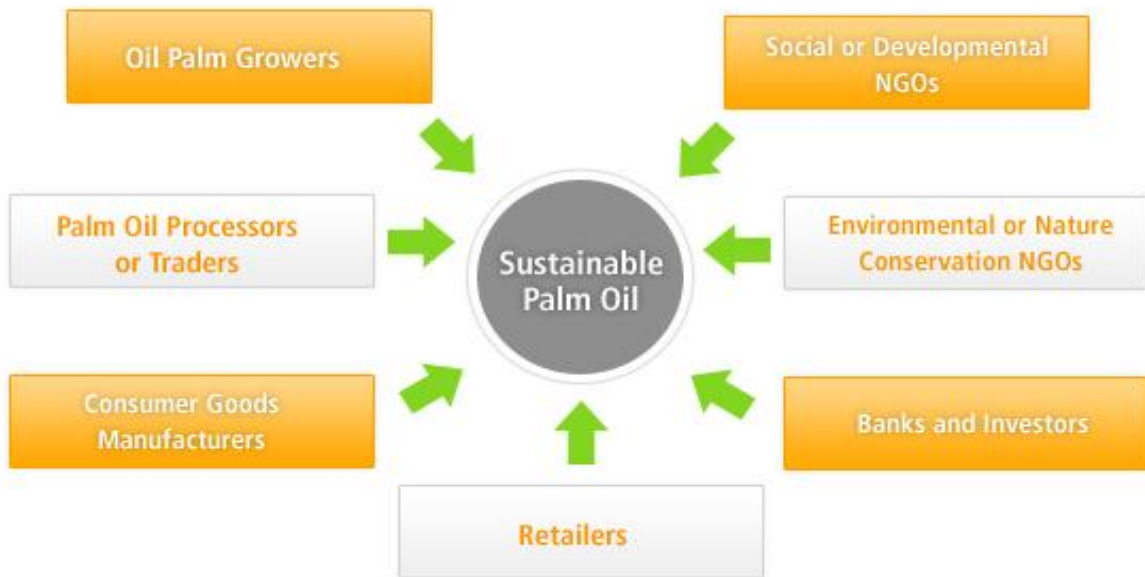 Oil Palm Growers
Social or Developmental
NGOs
Palm Oil Processors
or Traders
Sustainable
Palm Oil
Environmental or Nature
Conservation NGOs
Consumer Goods
Manufacturers
Banks and Investors
Retailers